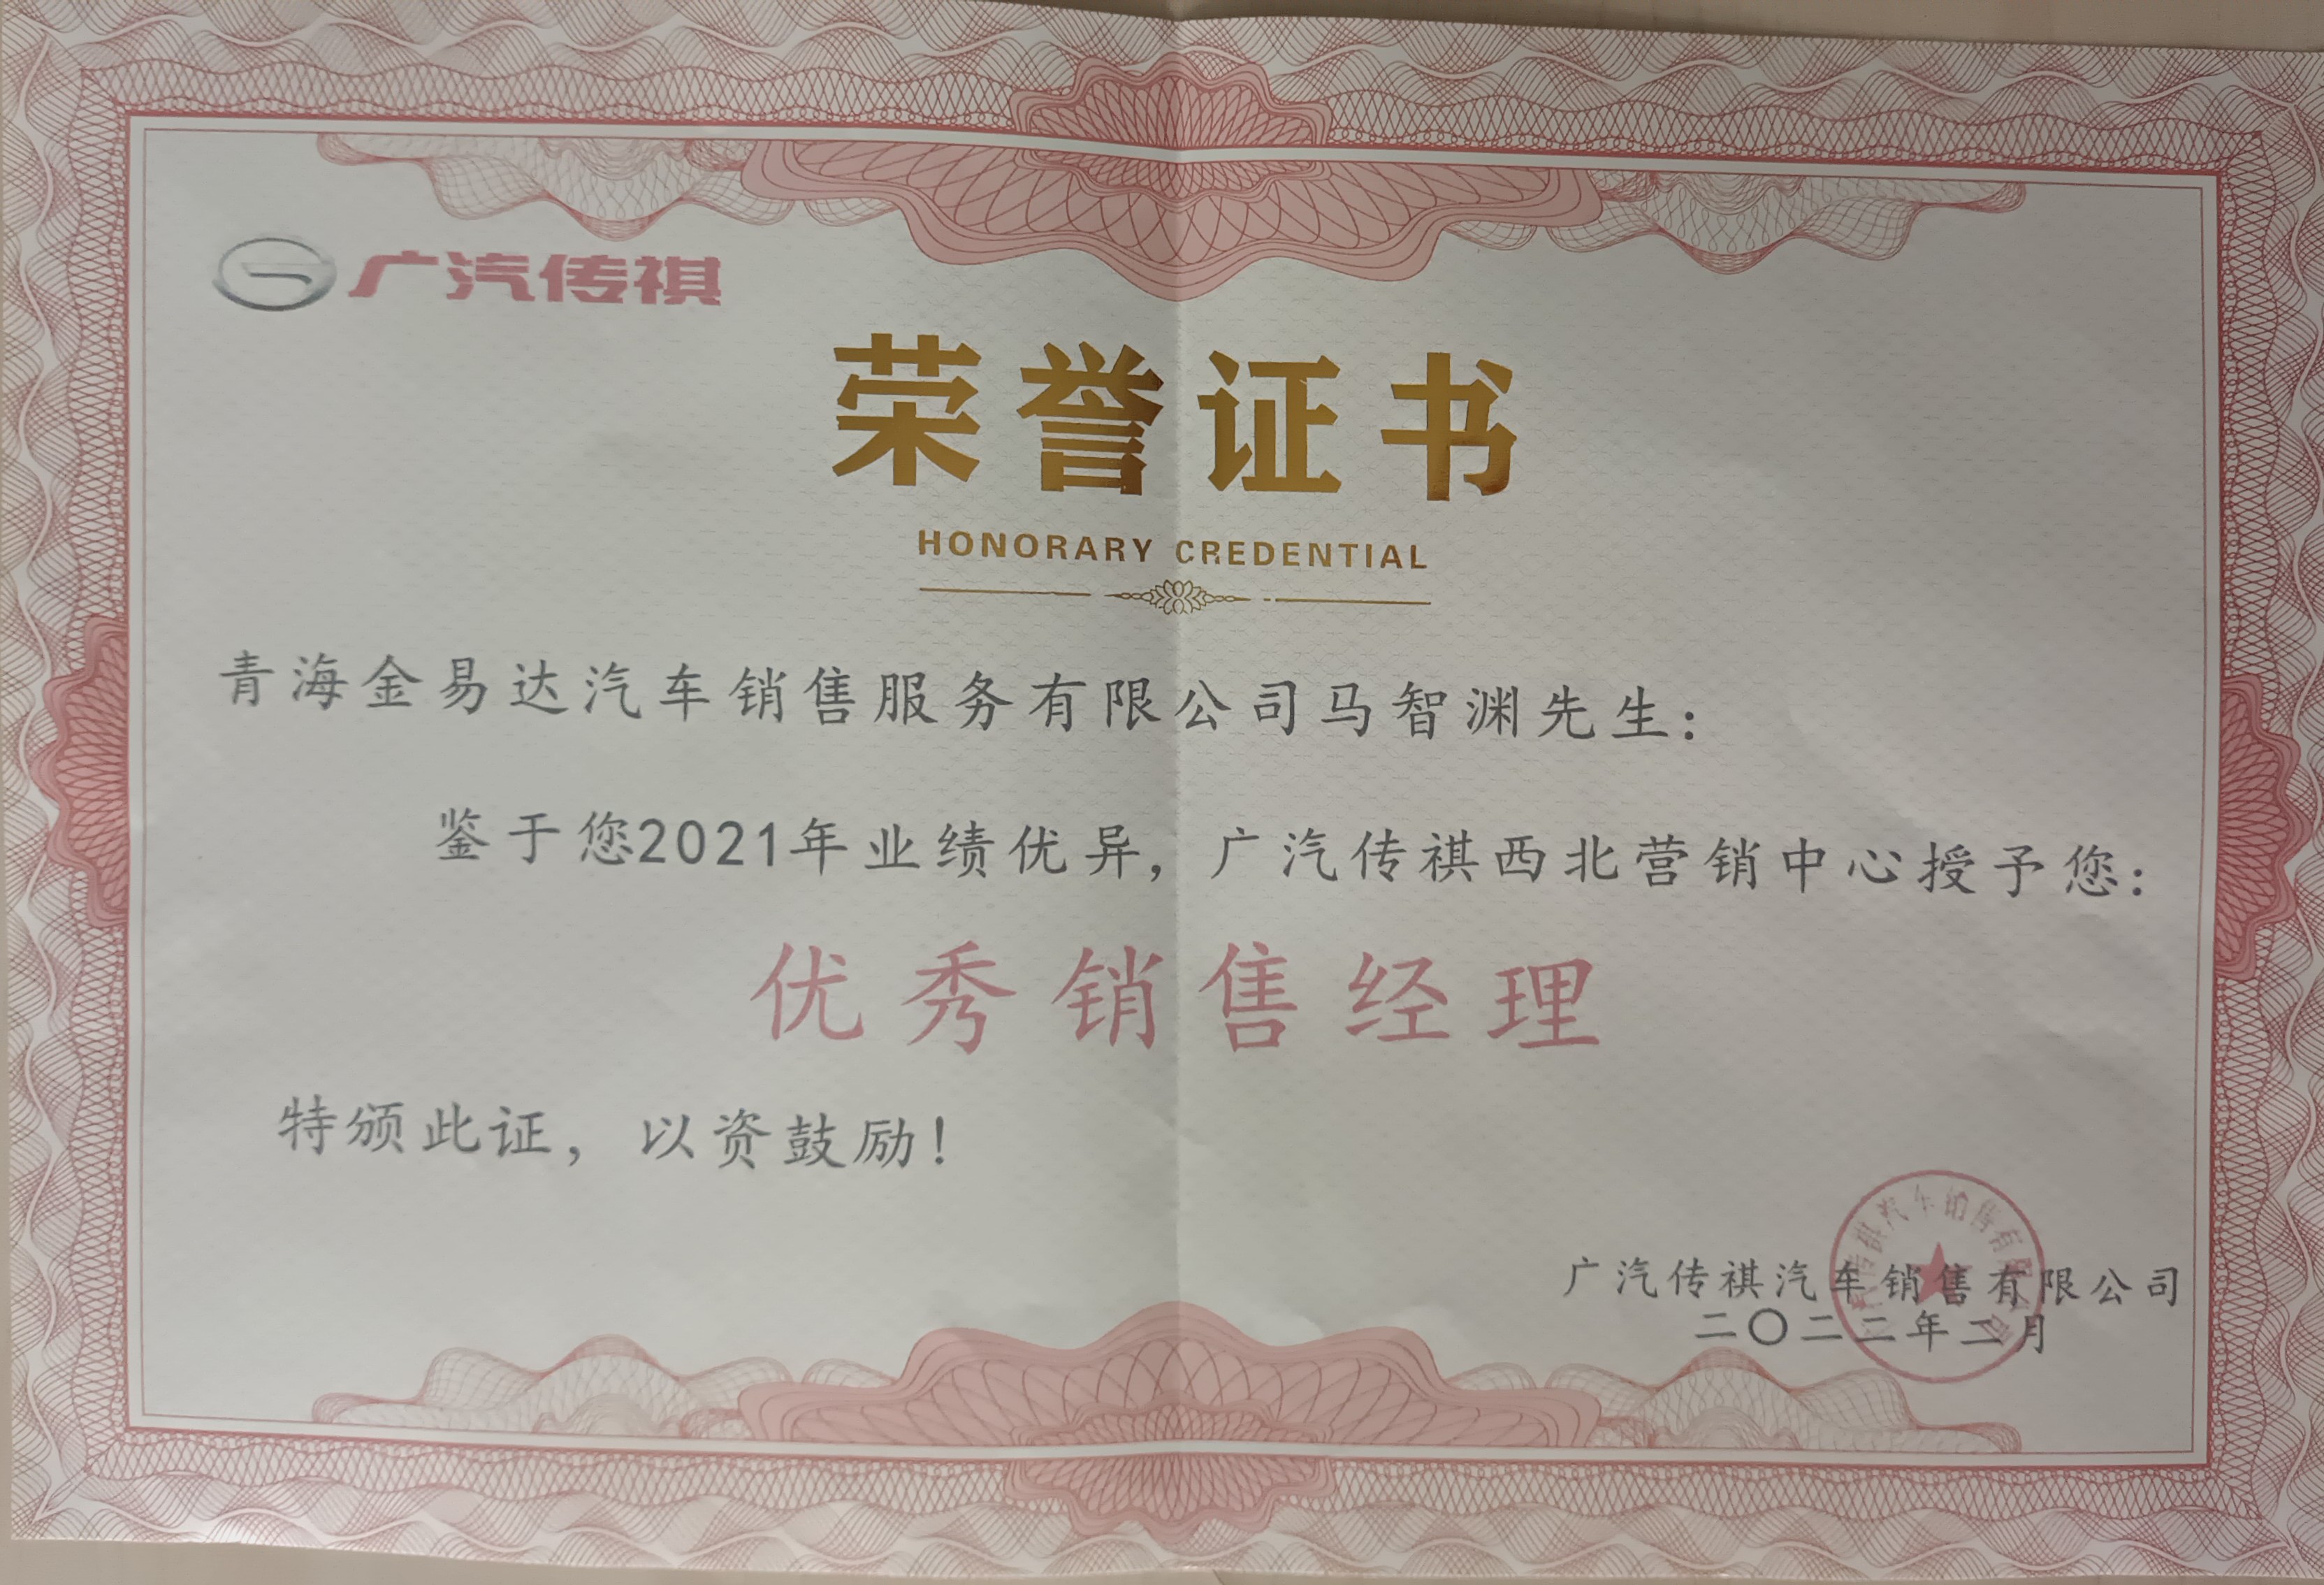 广汽传祺
荣誉证书
HONORARY CREDENTIAL
青海金易达汽车销售服务有限公司马智渊先生：
鉴于您2021年业绩优异，广汽传祺西北营销中心授予您：
优秀销售经理
特颁此证，以资鼓励！
广汽传祺汽车销售有限公司
二〇二二年二月